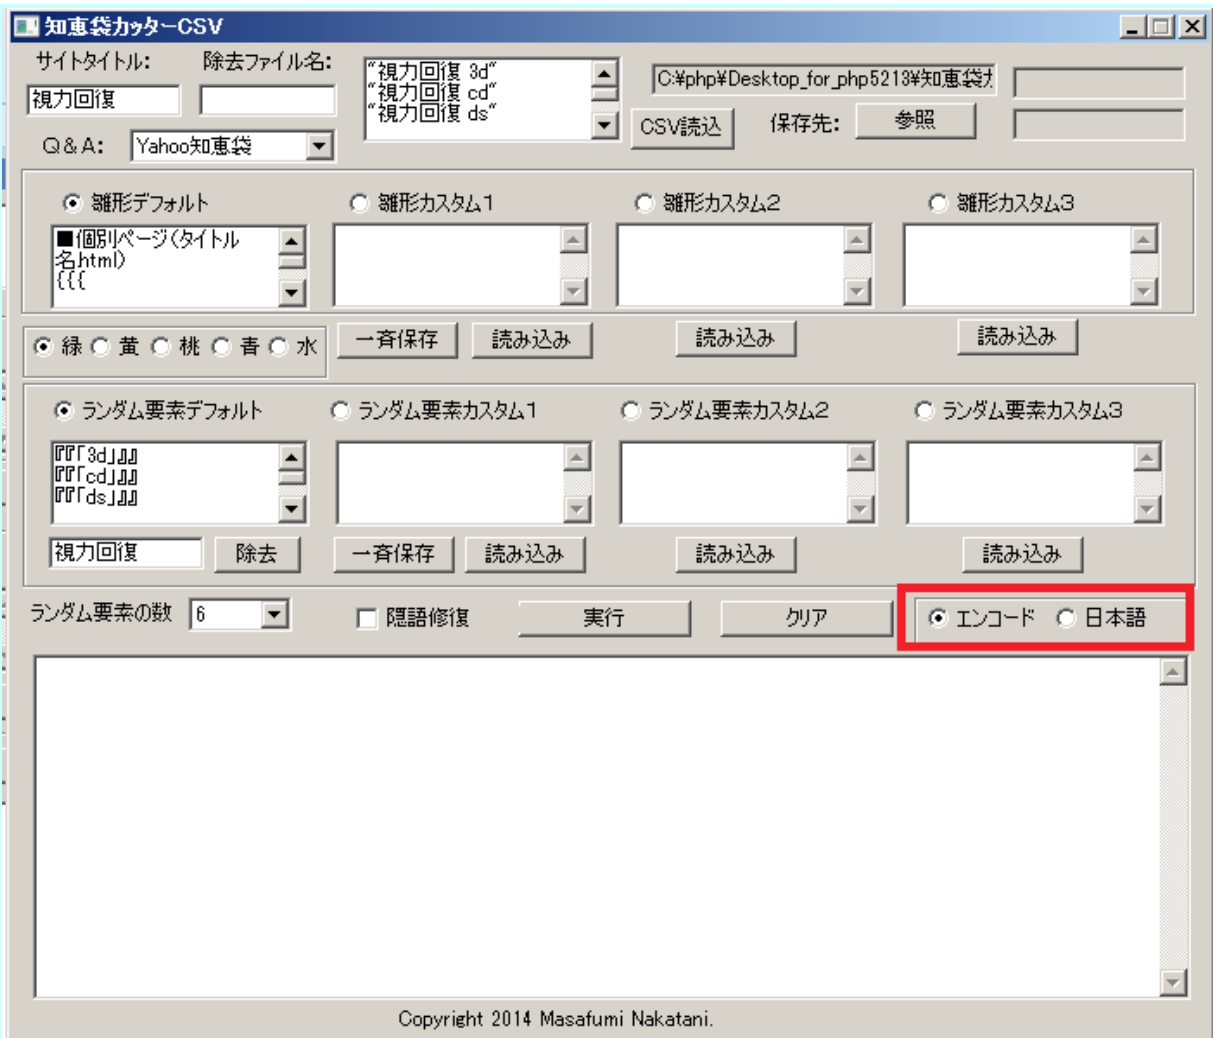 知恵袋カッターCSV
サイトタイトル:
除去ファイル名:
視力回復
"視力回復 3d"
"視力回復 cd"
"視力回復 ds"
C:¥php¥Desktop_for_php5213¥知恵袋
CSV読込
保存先:
参照
Q&A:
Yahoo知恵袋
雛形デフォルト
雛形カスタム1
雛形カスタム2
雛形カスタム3
■個別ページ(タイトル
名.html)
{{{
緑 黄 桃 青 水
一斉保存
読み込み
読み込み
読み込み
ランダム要素デフォルト
ランダム要素カスタム1
ランダム要素カスタム2
ランダム要素カスタム3
『『「3d」』』
『『「cd」』』
『『「ds」』』
視力回復
除去
一斉保存
読み込み
読み込み
読み込み
ランダム要素の数
6
隠語修復
実行
クリア
エンコード
日本語
Copyright 2014 Masafumi Nakatani.